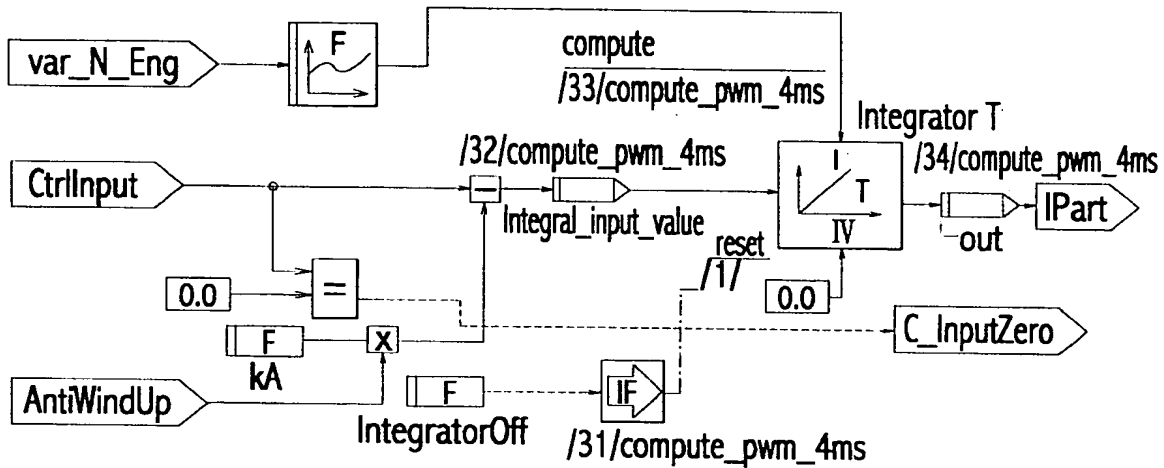 F
var_N_Eng
compute
/33/compute_pwm_4ms
Integrator T
CtrlInput
/32/compute_pwm_4ms
/34/compute_pwm_4ms
I
T
IV
−
Integral_input_value
IPart
out
reset
/1/
0.0
=
0.0
C_InputZero
F
X
kA
AntiWindUp
F
IF
IntegratorOff
/31/compute_pwm_4ms